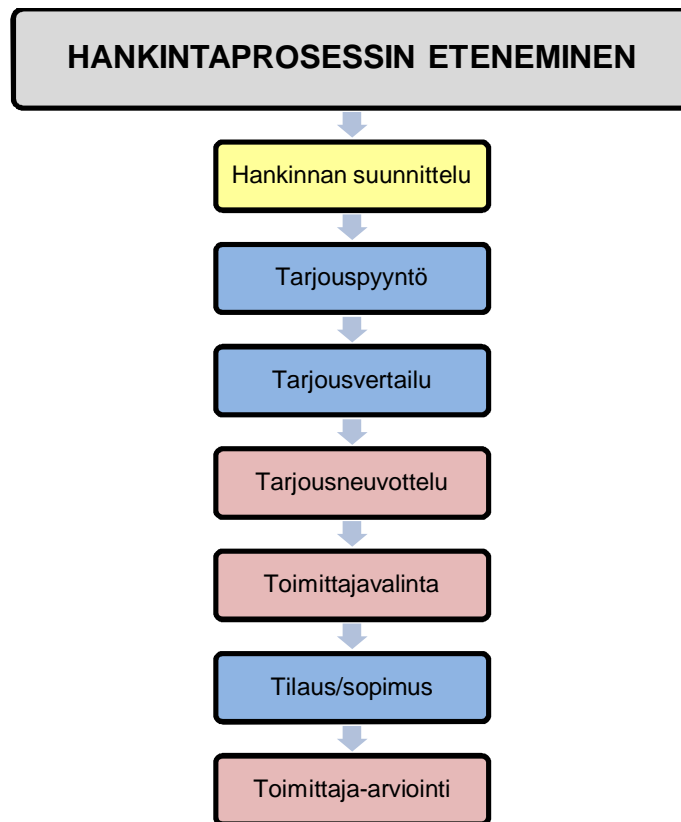 HANKINTAPROSESSIN ETENEMINEN
Hankinnan suunnittelu
Tarjouspyyntö
Tarjousvertailu
Tarjousneuvottelu
Toimittajavalinta
Tilaus/sopimus
Toimittaja-arviointi